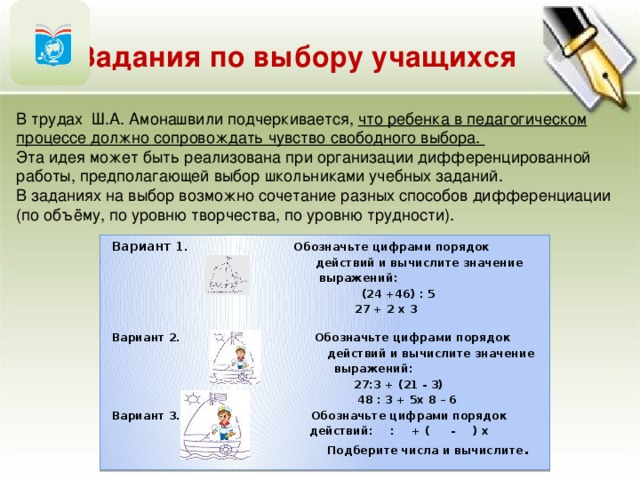 Задания по выбору учащихся
В трудах Ш.А. Амонашвили подчеркивается, что ребенка в педагогическом
процессе должно сопровождать чувство свободного выбора.
Эта идея может быть реализована при организации дифференцированной
работы, предполагающей выбор школьниками учебных заданий.
В заданиях на выбор возможно сочетание разных способов дифференциации
(по объёму, по уровню творчества, по уровню трудности).
Вариант 1. Обозначьте цифрами порядок
действий и вычислите значение
выражений:
(24 +46) : 5
27 + 2 х 3
Вариант 2. Обозначьте цифрами порядок
действий и вычислите значение
выражений:
27:3 + (21 - 3)
48 : 3 + 5х 8 – 6
Вариант 3. Обозначьте цифрами порядок
действий: : + ( - ) х
Подберите числа и вычислите.